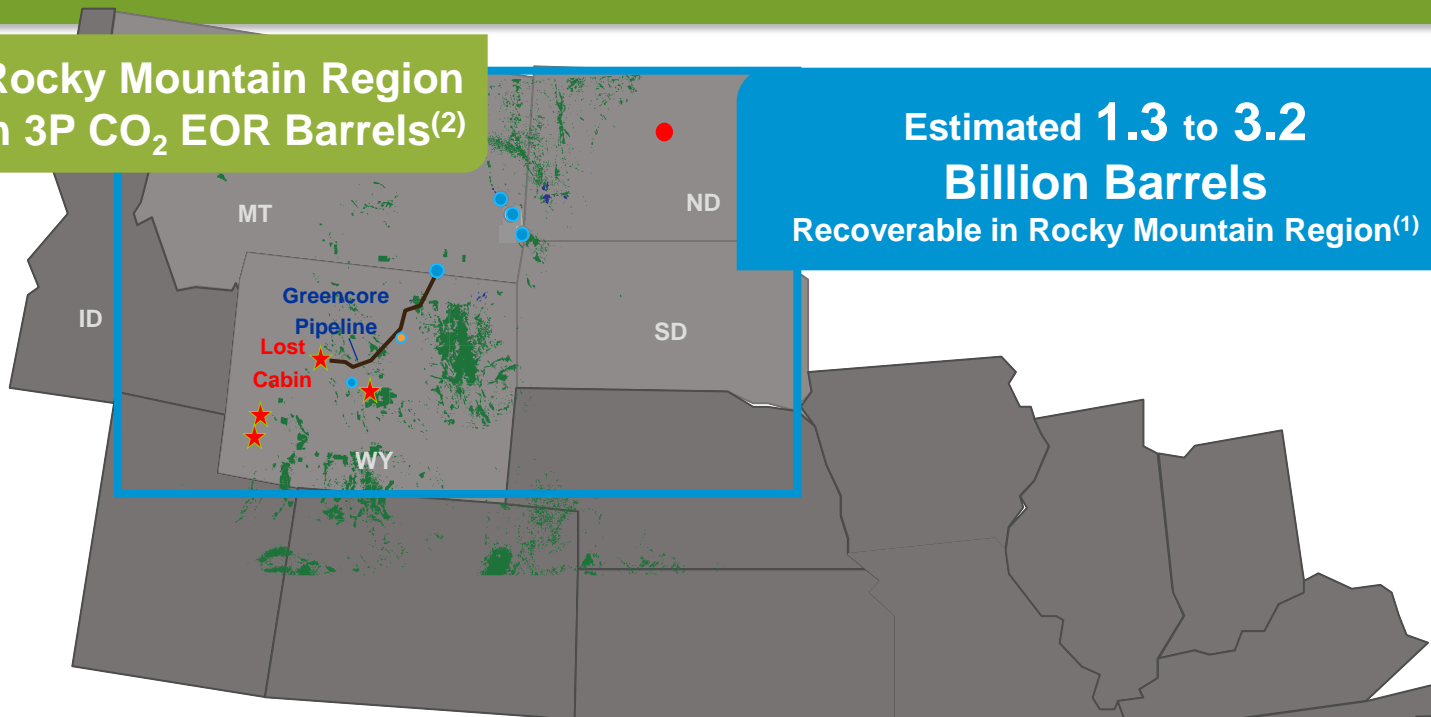 Rocky Mountain Region
3P CO₂ EOR Barrels(2)
Estimated 1.3 to 3.2
Billion Barrels
Recoverable in Rocky Mountain Region(1)
MT
ND
ID
SD
WY
Greencore
Pipeline
Lost
Cabin